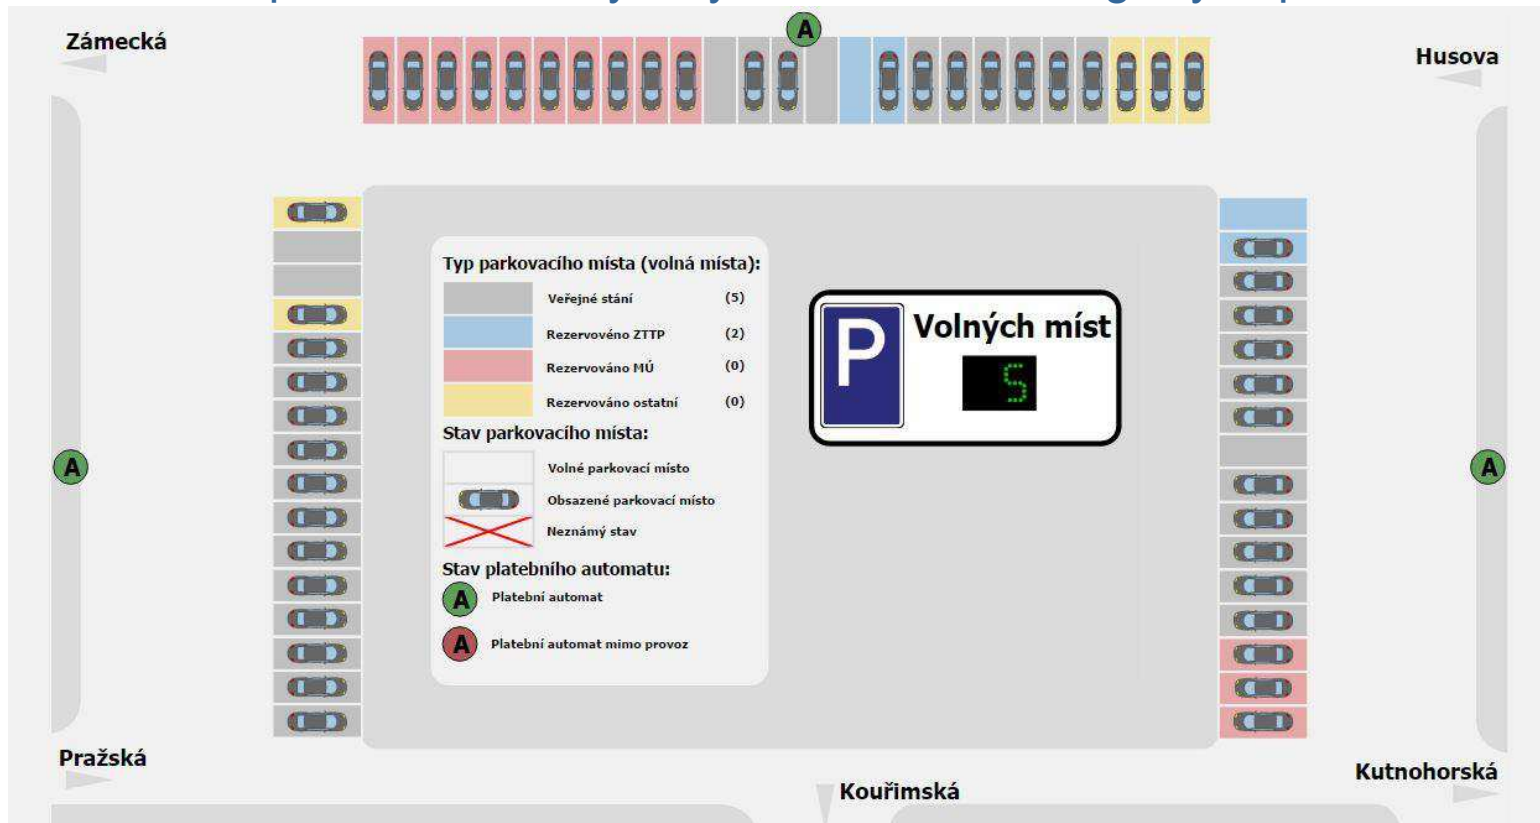 Zámecká
A
Husova
Typ parkovacího místa (volná místa):
Veřejné stání (5)
Rezervovéno ZTTP (2)
Rezervováno MÚ (0)
Rezervováno ostatní (0)
Stav parkovacího místa:
Volné parkovací místo
Obsazené parkovací místo
Neznámý stav
Stav platebního automatu:
A Platební automat
A Platební automat mimo provoz
P Volných míst
5
A
A
Pražská
Kouřimská
Kutnohorská